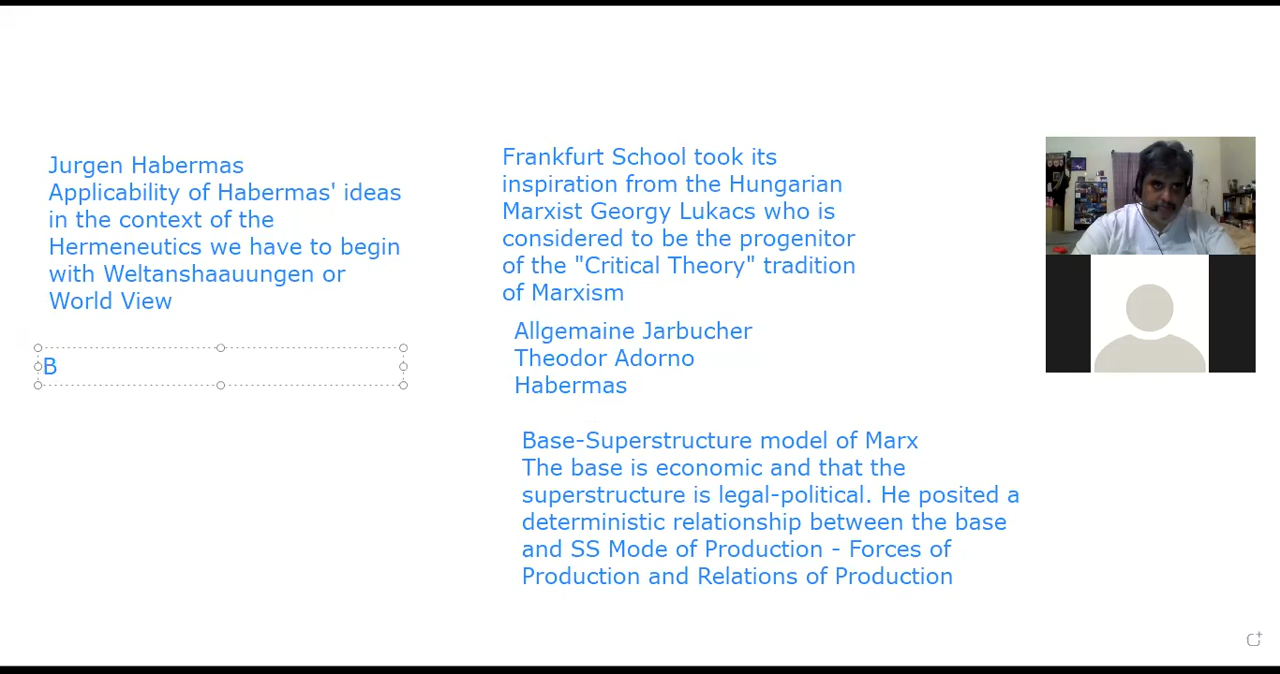 Jurgen Habermas
Applicability of Habermas' ideas
in the context of the
Hermeneutics we have to begin
with Weltanshaauungen or
World View
B
Frankfurt School took its
inspiration from the Hungarian
Marxist Georgy Lukacs who is
considered to be the progenitor
of the "Critical Theory" tradition
of Marxism
Allgemaine Jarbucher
Theodor Adorno
Habermas
Base-Superstructure model of Marx
The base is economic and that the
superstructure is legal-political. He posited a
deterministic relationship between the base
and SS Mode of Production - Forces of
Production and Relations of Production